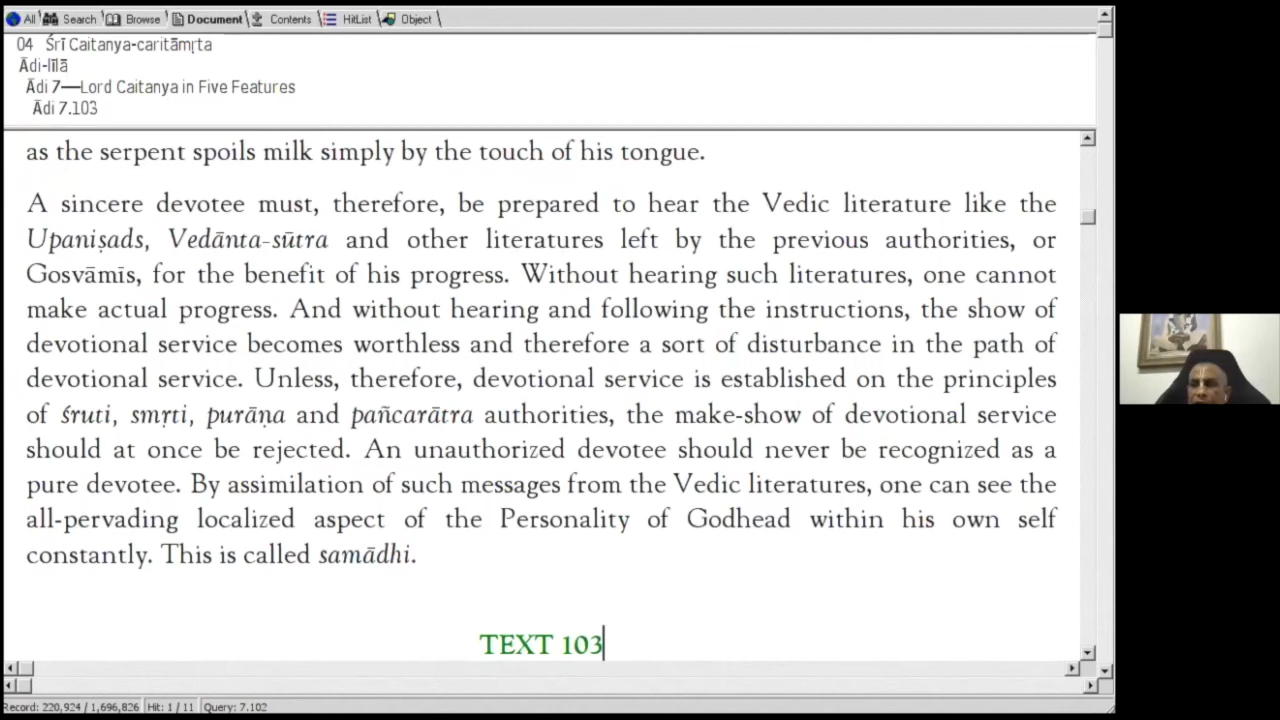 All Search Browse Document Contents HitList Object
04 Śrī Caitanya-caritāmṛta
Ādi-līlā
Ādi 7—Lord Caitanya in Five Features
Ādi 7.103
as the serpent spoils milk simply by the touch of his tongue.
A sincere devotee must, therefore, be prepared to hear the Vedic literature like the
Upaniṣads, Vedānta-sūtra and other literatures left by the previous authorities, or
Gosvāmīs, for the benefit of his progress. Without hearing such literatures, one cannot
make actual progress. And without hearing and following the instructions, the show of
devotional service becomes worthless and therefore a sort of disturbance in the path of
devotional service. Unless, therefore, devotional service is established on the principles
of śruti, smṛti, purāṇa and pañcarātra authorities, the make-show of devotional service
should at once be rejected. An unauthorized devotee should never be recognized as a
pure devotee. By assimilation of such messages from the Vedic literatures, one can see the
all-pervading localized aspect of the Personality of Godhead within his own self
constantly. This is called samādhi.
TEXT 103
Record: 220,924 / 1,696,826 Hit: 1 / 11 Query: 7.102